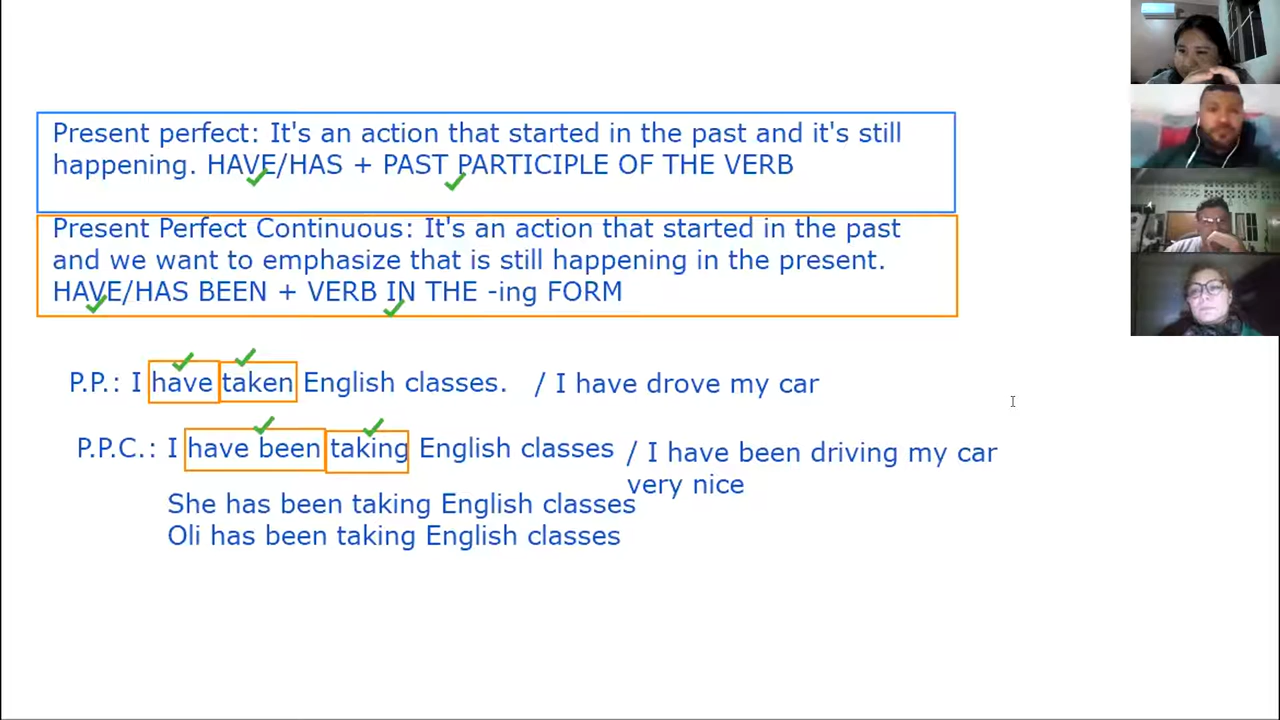 Present perfect: It's an action that started in the past and it's still
happening. HAVE/HAS + PAST PARTICIPLE OF THE VERB
Present Perfect Continuous: It's an action that started in the past
and we want to emphasize that is still happening in the present.
HAVE/HAS BEEN + VERB IN THE -ing FORM
P.P.: I have taken English classes. / I have drove my car
P.P.C.: I have been taking English classes / I have been driving my car
very nice
She has been taking English classes
Oli has been taking English classes